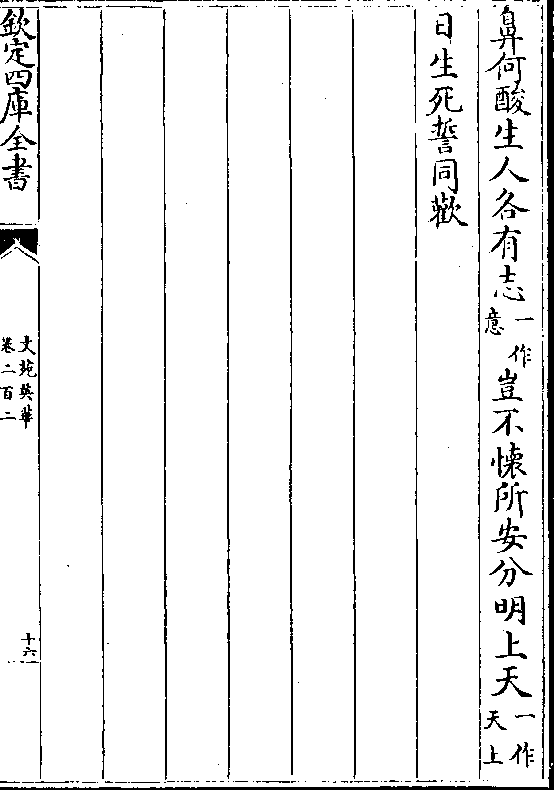 鼻何酸生人各有志一作意豈不懐所安分明上天一作天上
日生死誓同歡
欽定四庫全書
文苑英華
卷二百二
十六